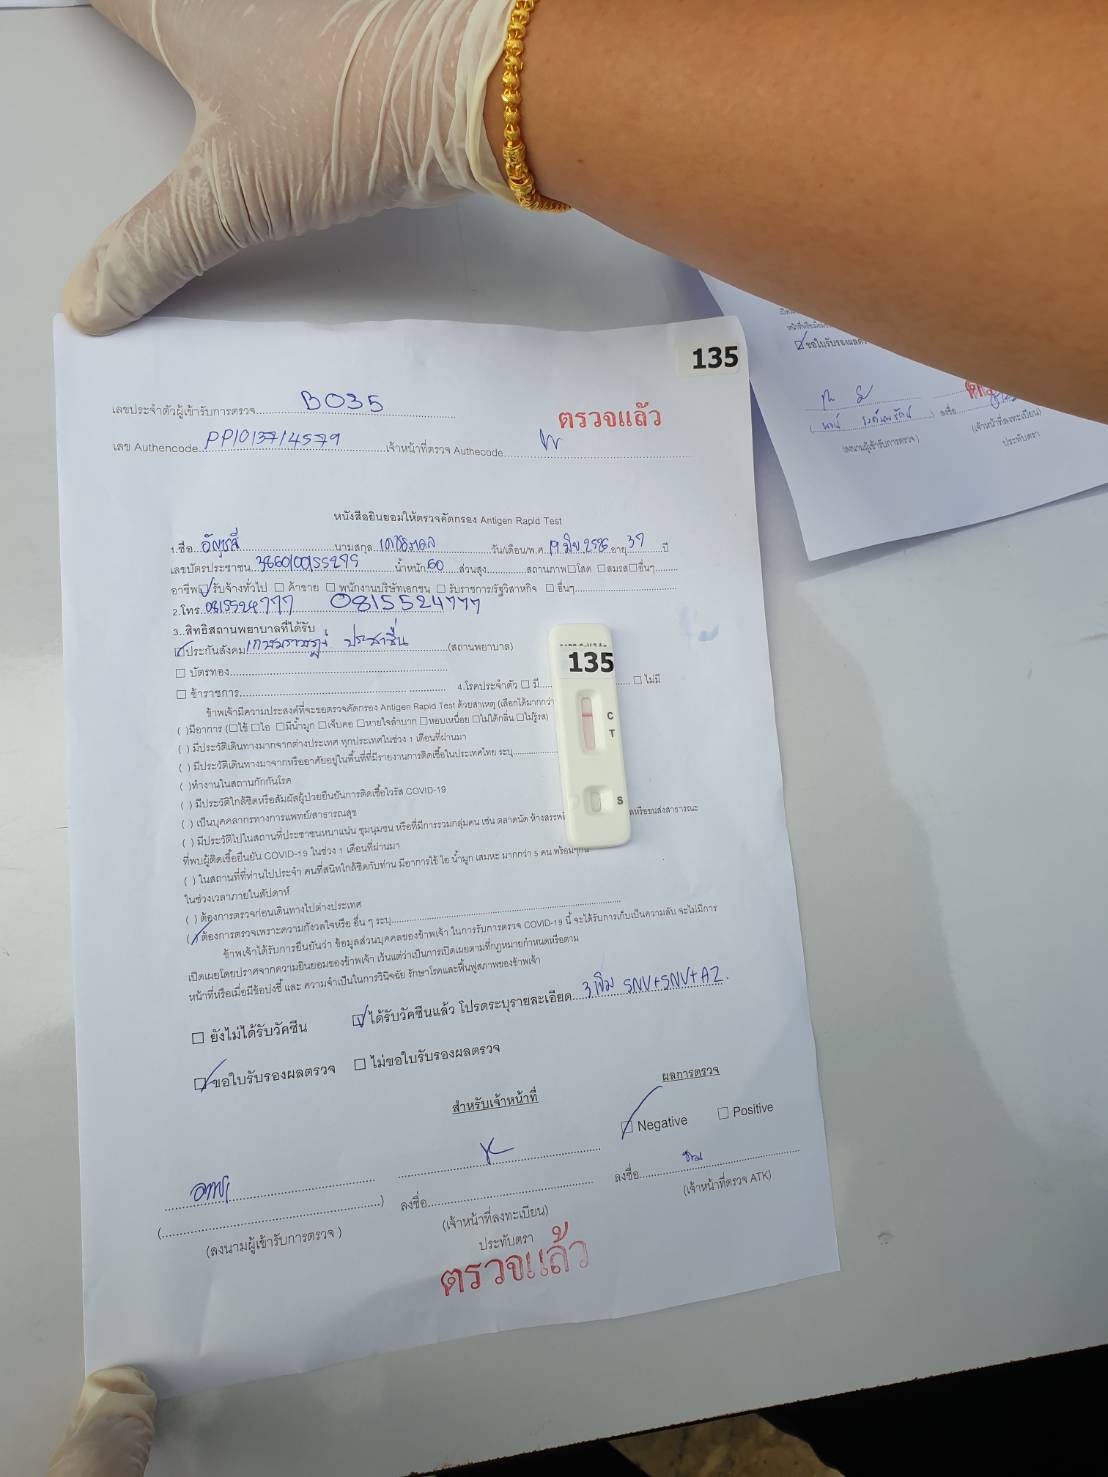 135
เลขประจำตัวผู้เข้ารับการตรวจ B035
ตรวจแล้ว
เลข Authencode PP1013714579 เจ้าหน้าที่ตรวจ Authecode
หนังสือยินยอมให้ตรวจคัดกรอง Antigen Rapid Test
1.ชื่อ อัญชลี นามสกุล วัน/เดือน/พ.ศ. 19 มิ.ย. 2526 อายุ 37 ปี
เลขบัตรประชาชน 3860100155295 น้ำหนัก 60 ส่วนสูง สถานภาพ □โสด □สมรส □อื่นๆ
อาชีพ □รับจ้างทั่วไป □ ค้าขาย □ พนักงานบริษัทเอกชน □ รับราชการรัฐวิสาหกิจ □ อื่นๆ
2.โทร. 0815524777 0815524777
3..สิทธิสถานพยาบาลที่ได้รับ
□ประกันสังคม เกษมราษฎร์ ประชาชื่น (สถานพยาบาล)
□ บัตรทอง
□ ข้าราชการ 4.โรคประจำตัว □ มี □ ไม่มี
ข้าพเจ้ามีความประสงค์ที่จะขอตรวจคัดกรอง Antigen Rapid Test ด้วยสาเหตุ (เลือกได้มากกว่า
( )มีอาการ (□ไข้ □ไอ □มีน้ำมูก □เจ็บคอ □หายใจลำบาก □หอบเหนื่อย □ไม่ได้กลิ่น □ไม่รู้รส)
( ) มีประวัติเดินทางมาจากต่างประเทศ ทุกประเทศในช่วง 1 เดือนที่ผ่านมา
( ) มีประวัติเดินทางมาจากหรืออาศัยอยู่ในพื้นที่ที่มีรายงานการติดเชื้อในประเทศไทย ระบุ
( )ทำงานในสถานกักกันโรค
( ) มีประวัติใกล้ชิดหรือสัมผัสผู้ป่วยยืนยันการติดเชื้อไวรัส COVID-19
( ) เป็นบุคคลากรทางการแพทย์/สาธารณสุข
( ) มีประวัติไปในสถานที่ประชาชนหนาแน่น ชุมนุมชน หรือที่มีการรวมกลุ่มคน เช่น ตลาดนัด ห้างสรรพ ลหรือขนส่งสาธารณะ
ที่พบผู้ติดเชื้อยืนยัน COVID-19 ในช่วง 1 เดือนที่ผ่านมา
( ) ในสถานที่ที่ท่านไปประจำ คนที่สนิทใกล้ชิดกับท่าน มีอาการไข้ ไอ น้ำมูก เสมหะ มากกว่า 5 คน พร้อมๆกัน
ในช่วงเวลาภายในสัปดาห์
( ) ต้องการตรวจก่อนเดินทางไปต่างประเทศ
( ) ต้องการตรวจเพราะความกังวลใจหรือ อื่น ๆ ระบุ
ข้าพเจ้าได้รับการยืนยันว่า ข้อมูลส่วนบุคคลของข้าพเจ้า ในการรับการตรวจ COVID-19 นี้ จะได้รับการเก็บเป็นความลับ จะไม่มีการ
เปิดเผยโดยปราศจากความยินยอมของข้าพเจ้า เว้นแต่ว่าเป็นการเปิดเผยตามที่กฎหมายกำหนดหรือตาม
หน้าที่หรือเมื่อมีข้อบ่งชี้ และ ความจำเป็นในการวินิจฉัย รักษาโรคและฟื้นฟูสภาพของข้าพเจ้า
□ ยังไม่ได้รับวัคซีน □ ได้รับวัคซีนแล้ว โปรดระบุรายละเอียด 3 เข็ม SNV+SNV+AZ.
□ ขอใบรับรองผลตรวจ □ ไม่ขอใบรับรองผลตรวจ
สำหรับเจ้าหน้าที่ ผลการตรวจ
□ Negative □ Positive
ลงชื่อ ลงชื่อ
(ลงนามผู้เข้ารับการตรวจ ) (เจ้าหน้าที่ลงทะเบียน) (เจ้าหน้าที่ตรวจ ATK)
ประทับตรา
ตรวจแล้ว
135
C
T
S
ขอใบรับรองผลต
ลงชื่อ
(ลงนามผู้เข้ารับการตรวจ ) (เจ้าหน้าที่ลงทะเบียน)
ประทับตรา